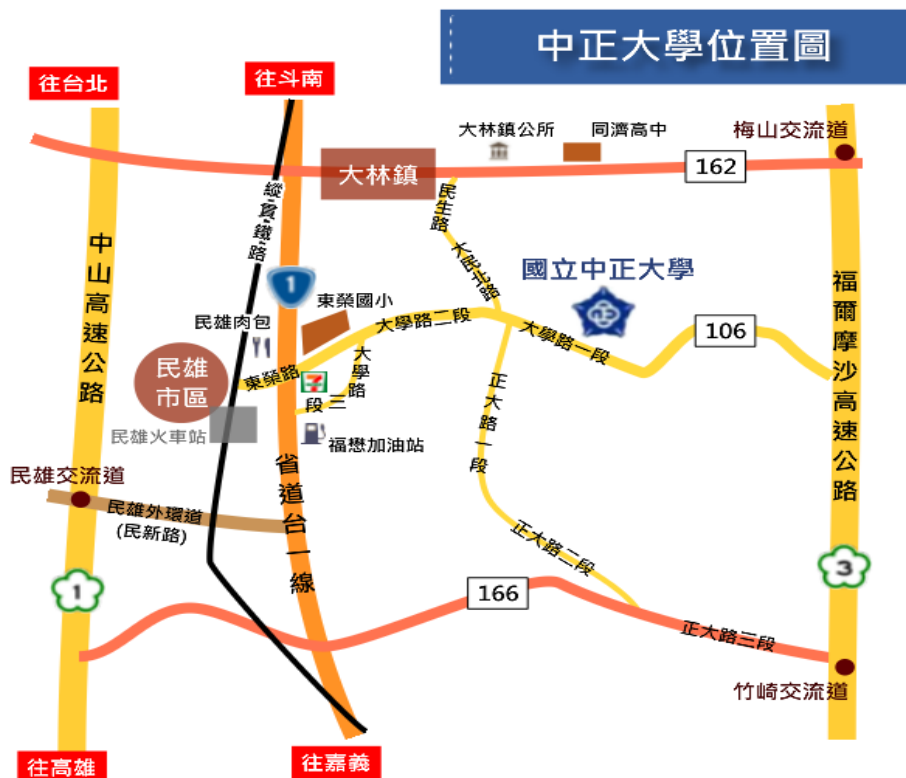 中正大學位置圖
往台北
往斗南
大林鎮公所
同濟高中
梅山交流道
大林鎮
162
縱貫鐵路
民生路
大民北路
中山高速公路
國立中正大學
福爾摩沙高速公路
1
東榮國小
民雄肉包
大學路二段
大學路一段
106
民雄
市區
東榮路
7
大學路
三段
正大路一段
民雄火車站
福懋加油站
民雄交流道
省道台一線
民雄外環道
(民新路)
正大路二段
1
3
166
正大路三段
竹崎交流道
往高雄
往嘉義